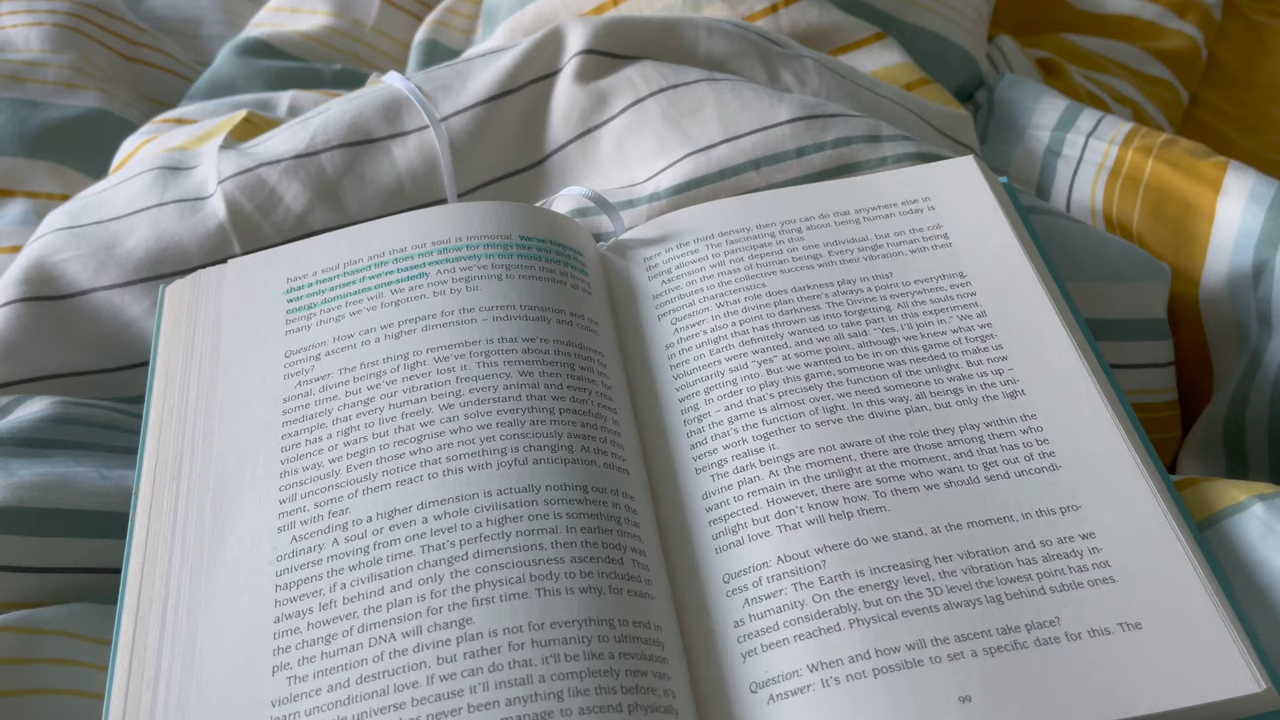 have a soul plan and that our soul is immortal. We've forgotten
that a heart-based life does not allow for things like war and that
war only arises if we're based exclusively in our mind and if male
energy dominates one-sidedly. And we've forgotten that all living
beings have free will. We are now beginning to remember all the
many things we've forgotten, bit by bit.
Question: How can we prepare for the current transition and the
coming ascent to a higher dimension – individually and collec-
tively?
Answer: The first thing to remember is that we're multidimen-
sional, divine beings of light. We've forgotten about this truth for
some time, but we've never lost it. This remembering will im-
mediately change our vibration frequency. We then realise, for
example, that every human being, every animal and every crea-
ture has a right to live freely. We understand that we don't need
violence or wars but that we can solve everything peacefully. In
this way, we begin to recognise who we really are more and more
consciously. Even those who are not yet consciously aware of this
will unconsciously notice that something is changing. At the mo-
ment, some of them react to this with joyful anticipation, others
still with fear.
Ascending to a higher dimension is actually nothing out of the
ordinary. A soul or even a whole civilisation somewhere in the
universe moving from one level to a higher one is something that
happens the whole time. That's perfectly normal. In earlier times,
however, if a civilisation changed dimensions, then the body was
always left behind and only the consciousness ascended. This
time, however, the plan is for the physical body to be included in
the change of dimension for the first time. This is why, for exam-
ple, the human DNA will change.
The intention of the divine plan is not for everything to end in
violence and destruction, but rather for humanity to ultimately
learn unconditional love. If we can do that, it'll be like a revolution
universe because it'll install a completely new van-
never been anything like this before; it's
manage to ascend physically
here in the third density, then you can do that anywhere else in
the universe. The fascinating thing about being human today is
being allowed to participate in this.
Ascension will not depend on one individual, but on the col-
lective, on the mass of human beings. Every single human being
contributes to the collective success with their vibration, with their
personal characteristics.
Question: What role does darkness play in this?
Answer: In the divine plan there's always a point to everything,
so there's also a point to darkness. The Divine is everywhere, even
in the unlight that has thrown us into forgetting. All the souls now
here on Earth definitely wanted to take part in this experiment.
Volunteers were wanted, and we all said: "Yes, I'll join in." We all
voluntarily said "yes" at some point, although we knew what we
were getting into. But we wanted to be in on this game of forget-
ting. In order to play this game, someone was needed to make us
forget – and that's precisely the function of the unlight. But now
that the game is almost over, we need someone to wake us up –
and that's the function of light. In this way, all beings in the uni-
verse work together to serve the divine plan, but only the light
beings realise it.
The dark beings are not aware of the role they play within the
divine plan. At the moment, there are those among them who
want to remain in the unlight at the moment, and that has to be
respected. However, there are some who want to get out of the
unlight but don't know how. To them we should send uncondi-
tional love. That will help them.
Question: About where do we stand, at the moment, in this pro-
cess of transition?
Answer: The Earth is increasing her vibration and so are we
as humanity. On the energy level, the vibration has already in-
creased considerably, but on the 3D level the lowest point has not
yet been reached. Physical events always lag behind subtle ones.
Question: When and how will the ascent take place?
Answer: It's not possible to set a specific date for this. The
99